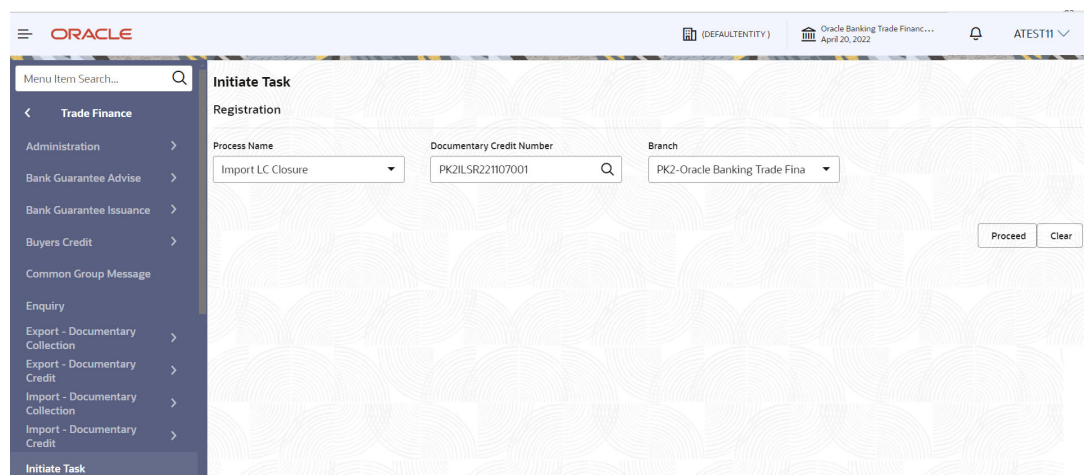 ORACLE
(DEFAULTENTITY)
Oracle Banking Trade Financ...
April 20, 2022
ATEST11
Menu Item Search...
Trade Finance
Administration
Bank Guarantee Advise
Bank Guarantee Issuance
Buyers Credit
Common Group Message
Enquiry
Export - Documentary
Collection
Export - Documentary
Credit
Import - Documentary
Collection
Import - Documentary
Credit
Initiate Task
Initiate Task
Registration
Process Name
Documentary Credit Number
Branch
Import LC Closure
PK2ILSR221107001
PK2-Oracle Banking Trade Fina
Proceed
Clear